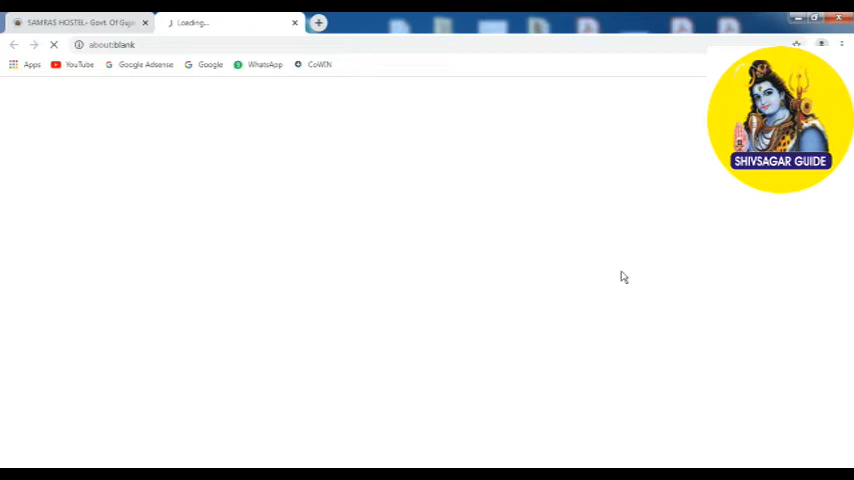 SAMRAS HOSTEL- Govt. Of Guja
Loading...
about:blank
Apps YouTube Google Adsense Google WhatsApp CoWIN
SHIVSAGAR GUIDE